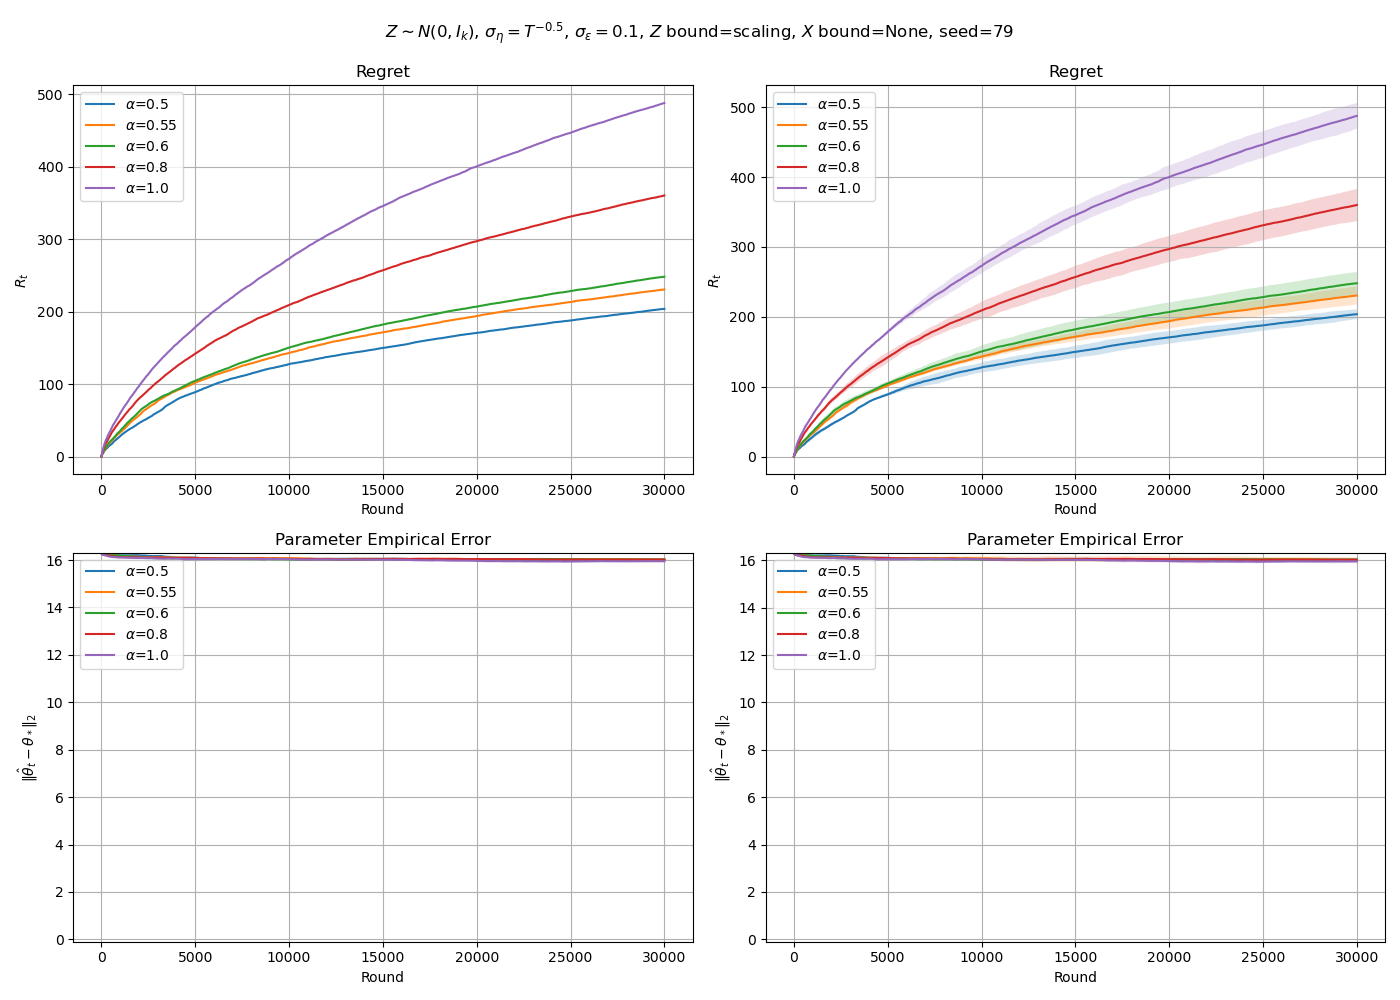 Z ∼ N(0, I_k), σ_η = T^{−0.5}, σ_ε = 0.1, Z bound=scaling, X bound=None, seed=79
Regret
R_t
500
400
300
200
100
0
α=0.5
α=0.55
α=0.6
α=0.8
α=1.0
0 5000 10000 15000 20000 25000 30000
Round
Regret
R_t
500
400
300
200
100
0
α=0.5
α=0.55
α=0.6
α=0.8
α=1.0
0 5000 10000 15000 20000 25000 30000
Round
Parameter Empirical Error
‖θ̂_t − θ_*‖_2
16
14
12
10
8
6
4
2
0
α=0.5
α=0.55
α=0.6
α=0.8
α=1.0
0 5000 10000 15000 20000 25000 30000
Round
Parameter Empirical Error
‖θ̂_t − θ_*‖_2
16
14
12
10
8
6
4
2
0
α=0.5
α=0.55
α=0.6
α=0.8
α=1.0
0 5000 10000 15000 20000 25000 30000
Round